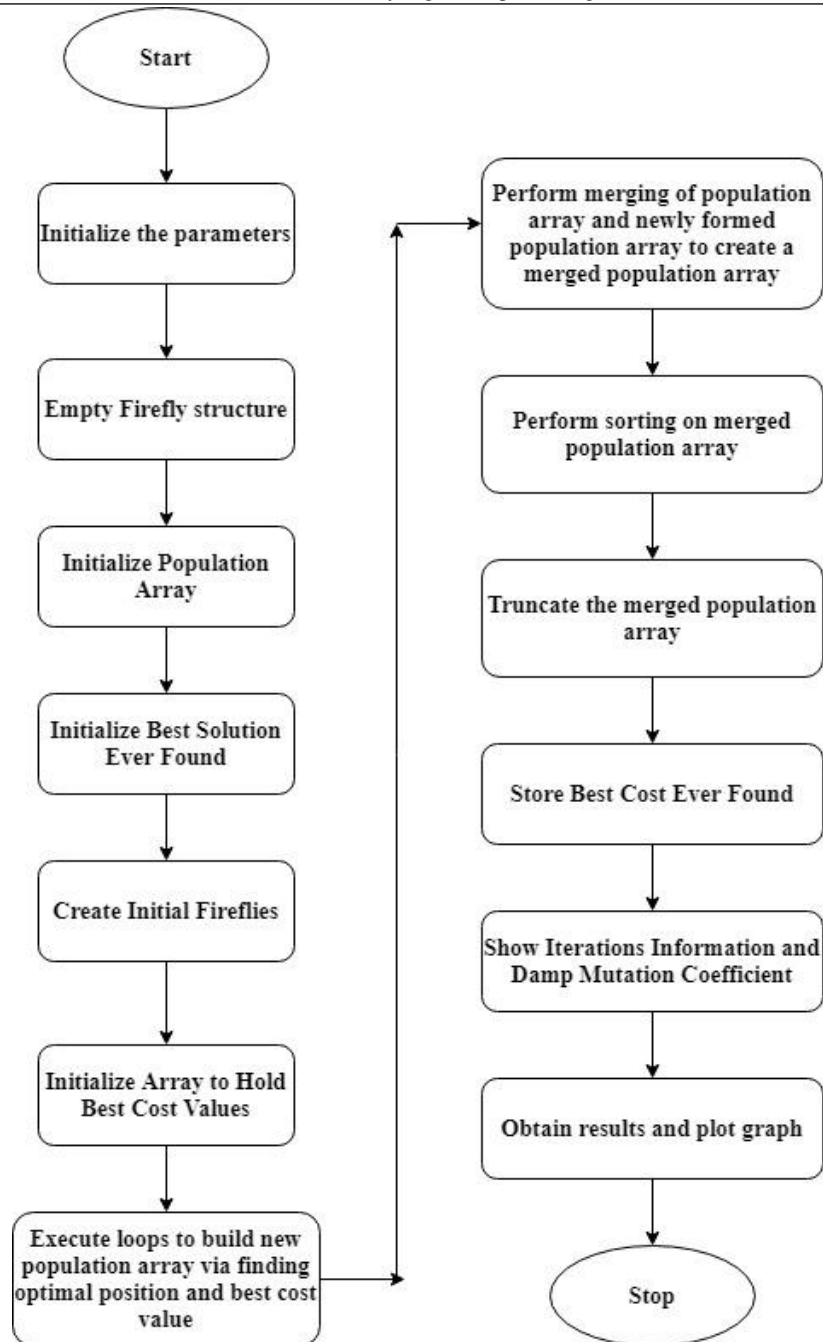 Start
Initialize the parameters
Empty Firefly structure
Initialize Population
Array
Initialize Best Solution
Ever Found
Create Initial Fireflies
Initialize Array to Hold
Best Cost Values
Execute loops to build new
population array via finding
optimal position and best cost
value
Perform merging of population
array and newly formed
population array to create a
merged population array
Perform sorting on merged
population array
Truncate the merged population
array
Store Best Cost Ever Found
Show Iterations Information and
Damp Mutation Coefficient
Obtain results and plot graph
Stop